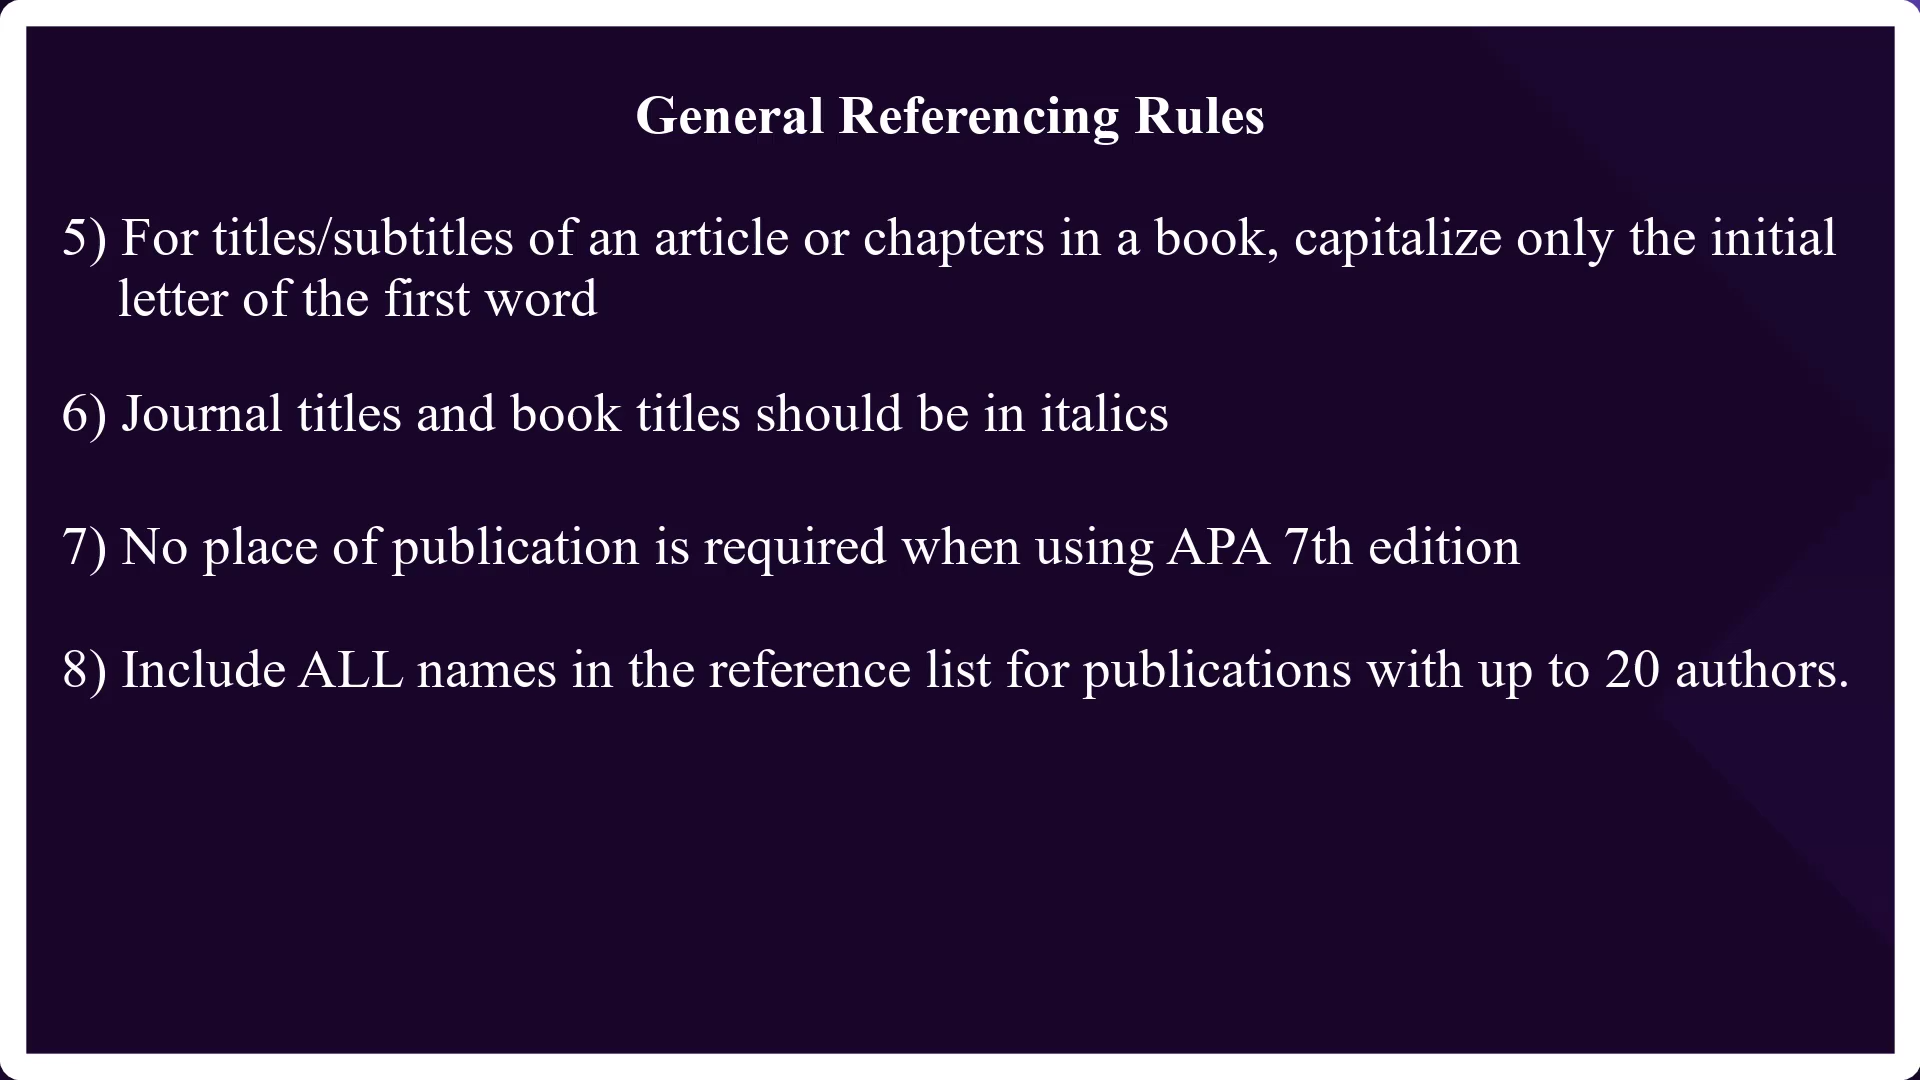 General Referencing Rules
5) For titles/subtitles of an article or chapters in a book, capitalize only the initial
letter of the first word
6) Journal titles and book titles should be in italics
7) No place of publication is required when using APA 7th edition
8) Include ALL names in the reference list for publications with up to 20 authors.